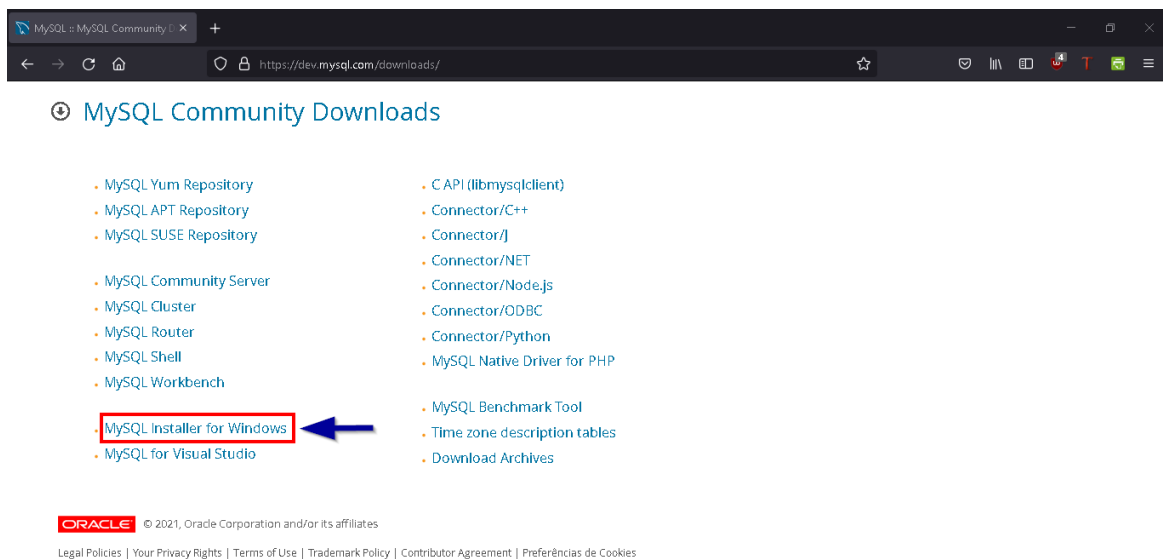 MySQL :: MySQL Community D
https://dev.mysql.com/downloads/
4
MySQL Community Downloads
MySQL Yum Repository
MySQL APT Repository
MySQL SUSE Repository
MySQL Community Server
MySQL Cluster
MySQL Router
MySQL Shell
MySQL Workbench
MySQL Installer for Windows
MySQL for Visual Studio
C API (libmysqlclient)
Connector/C++
Connector/J
Connector/NET
Connector/Node.js
Connector/ODBC
Connector/Python
MySQL Native Driver for PHP
MySQL Benchmark Tool
Time zone description tables
Download Archives
ORACLE © 2021, Oracle Corporation and/or its affiliates
Legal Policies | Your Privacy Rights | Terms of Use | Trademark Policy | Contributor Agreement | Preferências de Cookies